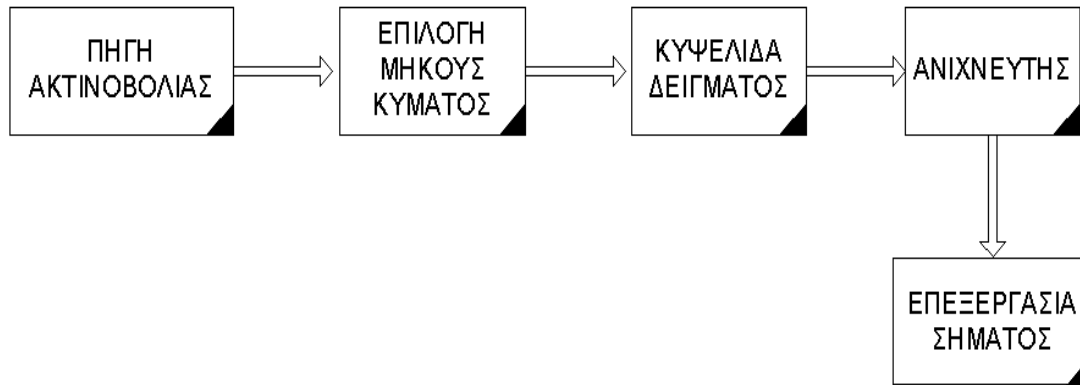 ΠΗΓΗ
ΑΚΤΙΝΟΒΟΛΙΑΣ
ΕΠΙΛΟΓΗ
ΜΗΚΟΥΣ
ΚΥΜΑΤΟΣ
ΚΥΨΕΛΙΔΑ
ΔΕΙΓΜΑΤΟΣ
ΑΝΙΧΝΕΥΤΗΣ
ΕΠΕΞΕΡΓΑΣΙΑ
ΣΗΜΑΤΟΣ